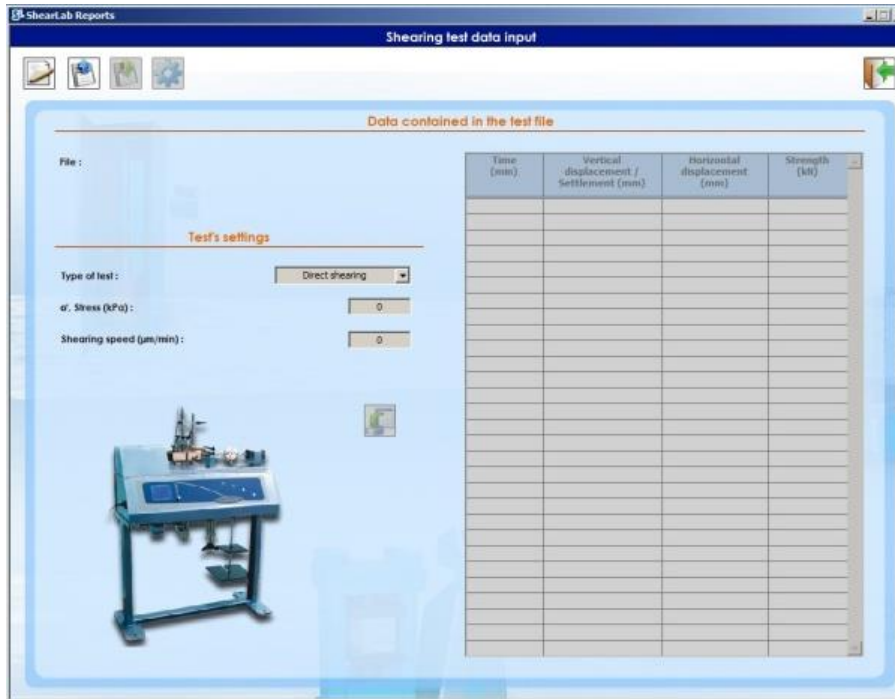 ShearLab Reports
Shearing test data input
Data contained in the test file
File :
Time
(min)
Vertical
displacement /
Settlement (mm)
Horizontal
displacement
(mm)
Strength
(kN)
Test's settings
Type of test :
Direct shearing
σ', Stress (kPa) :
0
Shearing speed (µm/min) :
0